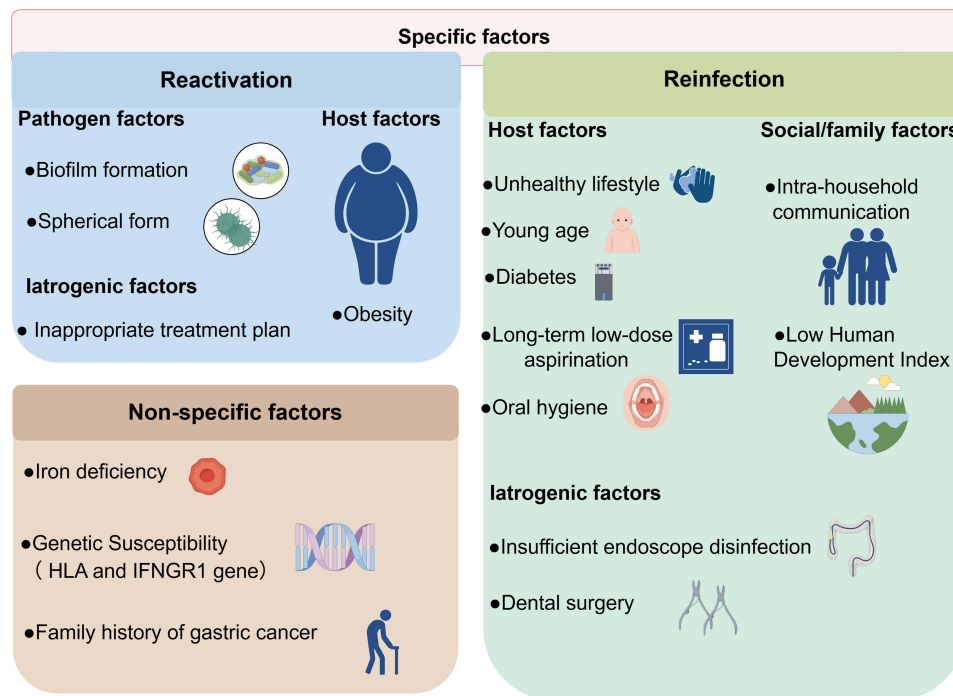 Specific factors
Reactivation
Pathogen factors
●Biofilm formation
●Spherical form
Iatrogenic factors
● Inappropriate treatment plan
Host factors
●Obesity
Non-specific factors
●Iron deficiency
●Genetic Susceptibility
( HLA and IFNGR1 gene)
●Family history of gastric cancer
Reinfection
Host factors
●Unhealthy lifestyle
●Young age
●Diabetes
●Long-term low-dose
aspirination
●Oral hygiene
Social/family factors
●Intra-household
communication
●Low Human
Development Index
Iatrogenic factors
●Insufficient endoscope disinfection
●Dental surgery